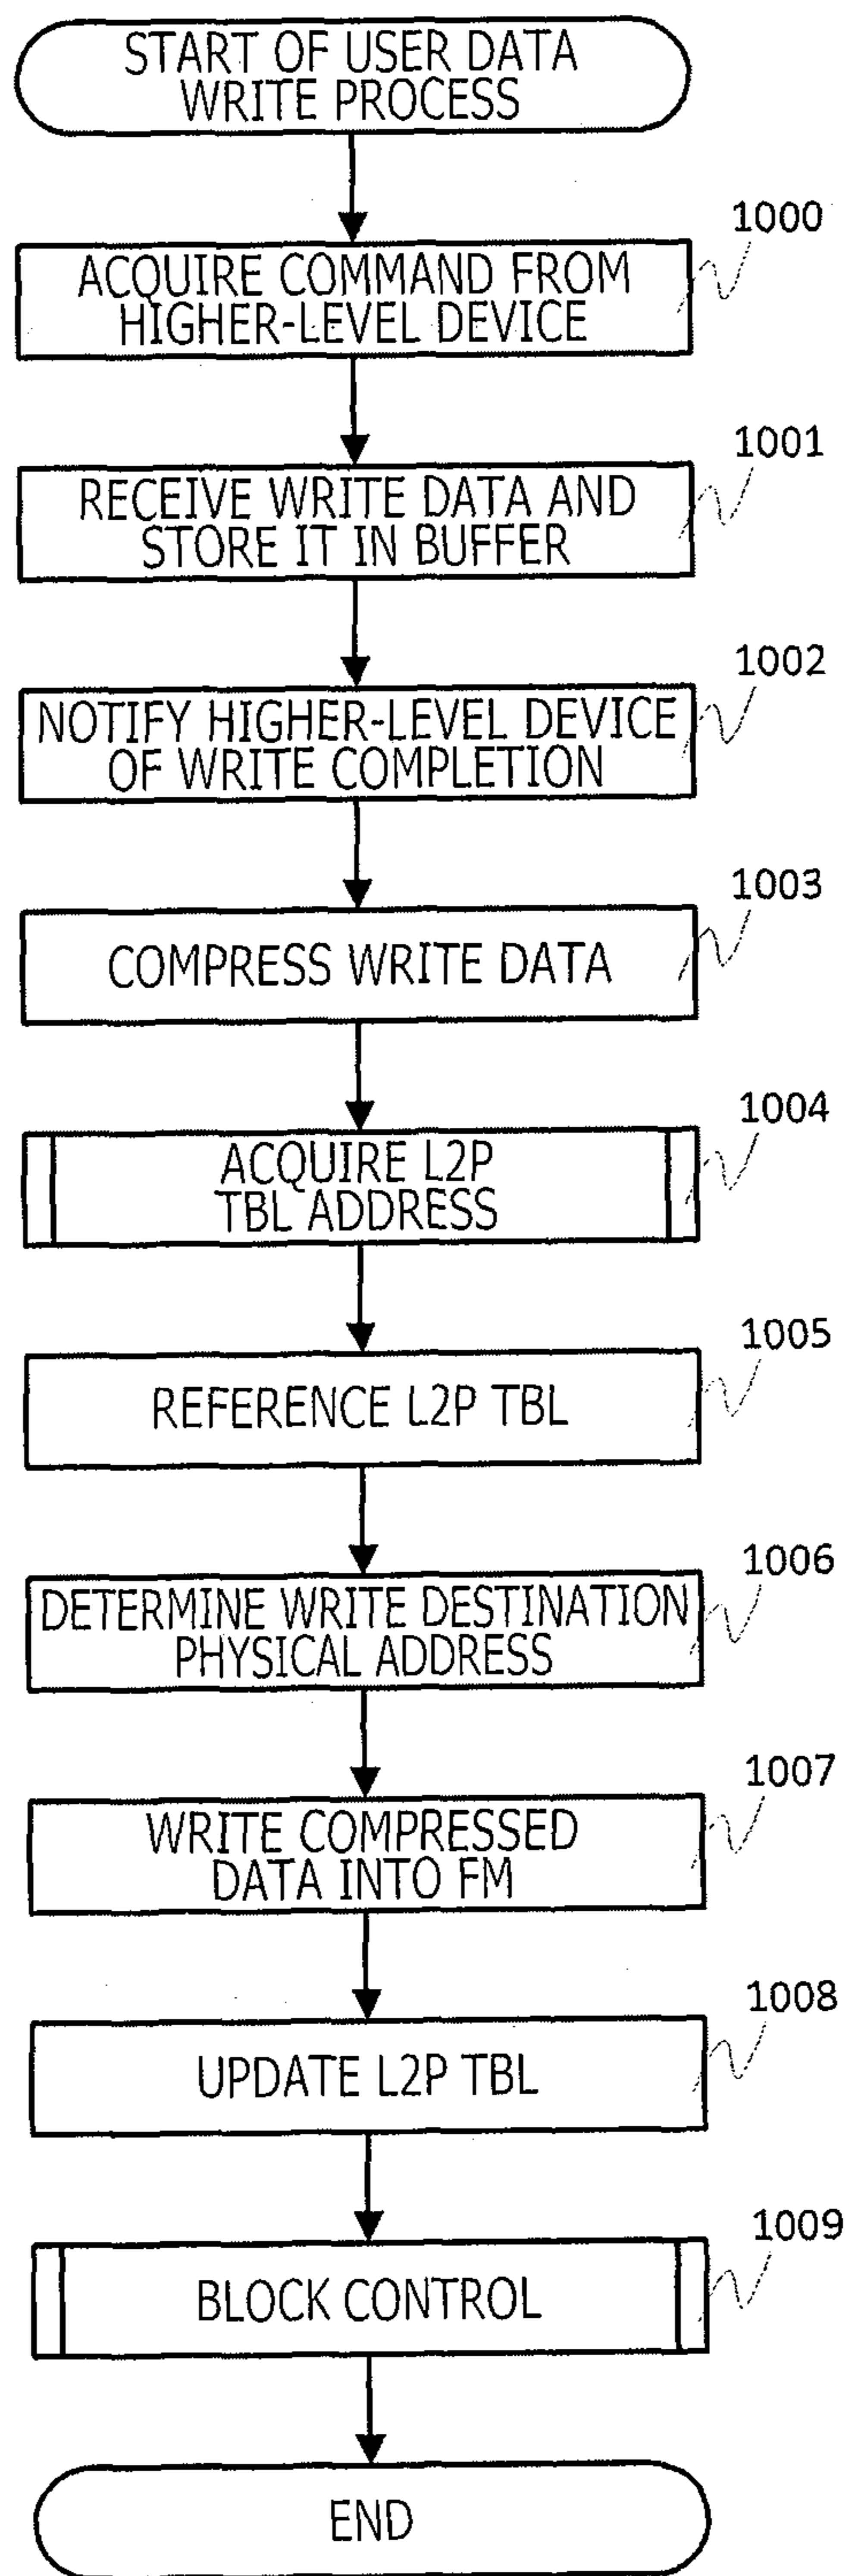 START OF USER DATA
WRITE PROCESS
1000
ACQUIRE COMMAND FROM
HIGHER-LEVEL DEVICE
1001
RECEIVE WRITE DATA AND
STORE IT IN BUFFER
1002
NOTIFY HIGHER-LEVEL DEVICE
OF WRITE COMPLETION
1003
COMPRESS WRITE DATA
1004
ACQUIRE L2P
TBL ADDRESS
1005
REFERENCE L2P TBL
1006
DETERMINE WRITE DESTINATION
PHYSICAL ADDRESS
1007
WRITE COMPRESSED
DATA INTO FM
1008
UPDATE L2P TBL
1009
BLOCK CONTROL
END